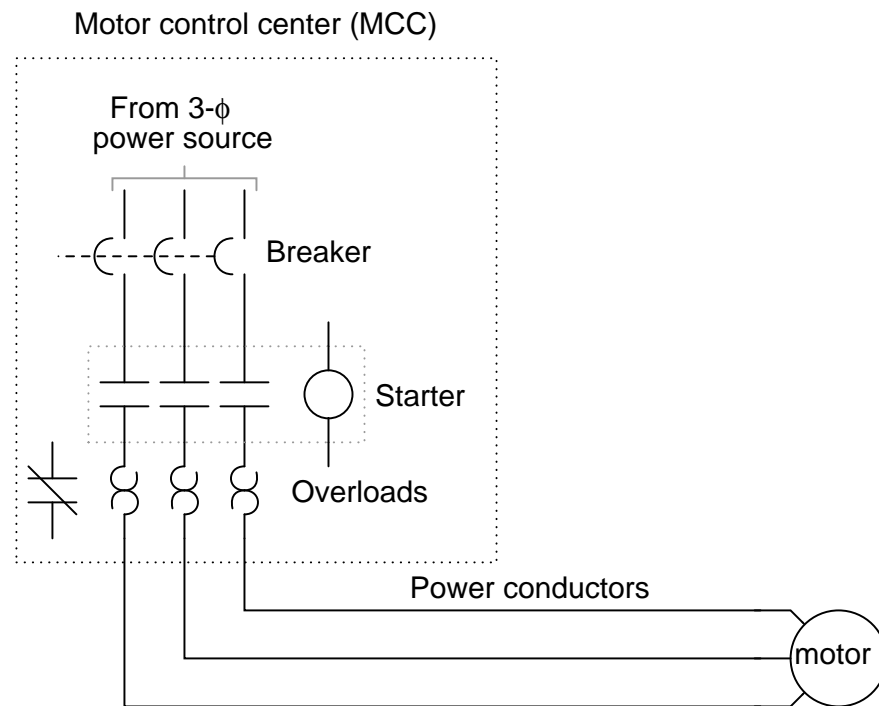 Motor control center (MCC)
From 3-ϕ
power source
Breaker
Starter
Overloads
Power conductors
motor